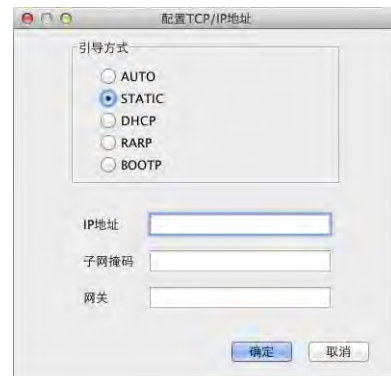 配置TCP/IP地址
引导方式
AUTO
STATIC
DHCP
RARP
BOOTP
IP地址
子网掩码
网关
确定 取消